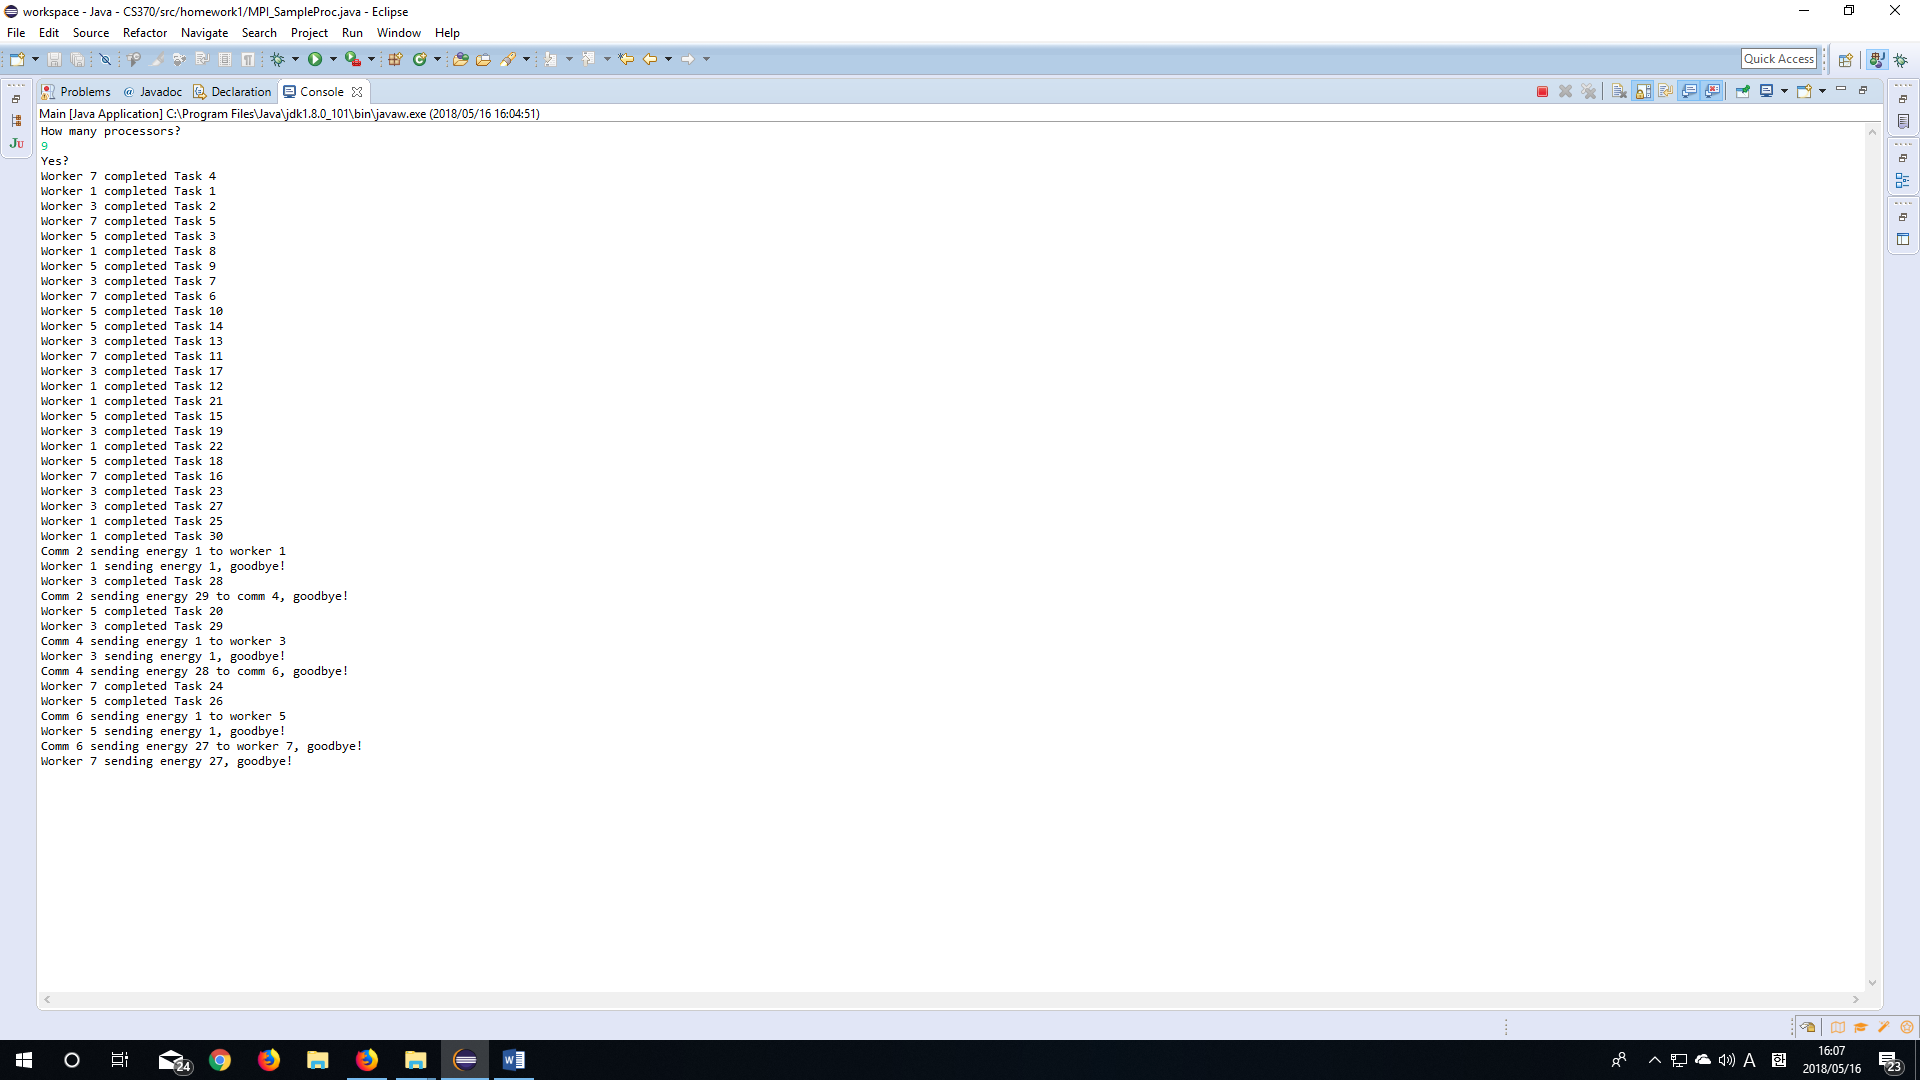 workspace - Java - CS370/src/homework1/MPI_SampleProc.java - Eclipse
File Edit Source Refactor Navigate Search Project Run Window Help
Quick Access
Problems @ Javadoc Declaration Console
Main [Java Application] C:\Program Files\Java\jdk1.8.0_101\bin\javaw.exe (2018/05/16 16:04:51)
How many processors?
9
Yes?
Worker 7 completed Task 4
Worker 1 completed Task 1
Worker 3 completed Task 2
Worker 7 completed Task 5
Worker 5 completed Task 3
Worker 1 completed Task 8
Worker 5 completed Task 9
Worker 3 completed Task 7
Worker 7 completed Task 6
Worker 5 completed Task 10
Worker 5 completed Task 14
Worker 3 completed Task 13
Worker 7 completed Task 11
Worker 3 completed Task 17
Worker 1 completed Task 12
Worker 1 completed Task 21
Worker 5 completed Task 15
Worker 3 completed Task 19
Worker 1 completed Task 22
Worker 5 completed Task 18
Worker 7 completed Task 16
Worker 3 completed Task 23
Worker 3 completed Task 27
Worker 1 completed Task 25
Worker 1 completed Task 30
Comm 2 sending energy 1 to worker 1
Worker 1 sending energy 1, goodbye!
Worker 3 completed Task 28
Comm 2 sending energy 29 to comm 4, goodbye!
Worker 5 completed Task 20
Worker 3 completed Task 29
Comm 4 sending energy 1 to worker 3
Worker 3 sending energy 1, goodbye!
Comm 4 sending energy 28 to comm 6, goodbye!
Worker 7 completed Task 24
Worker 5 completed Task 26
Comm 6 sending energy 1 to worker 5
Worker 5 sending energy 1, goodbye!
Comm 6 sending energy 27 to worker 7, goodbye!
Worker 7 sending energy 27, goodbye!
JU
24
A
16:07
2018/05/16
23